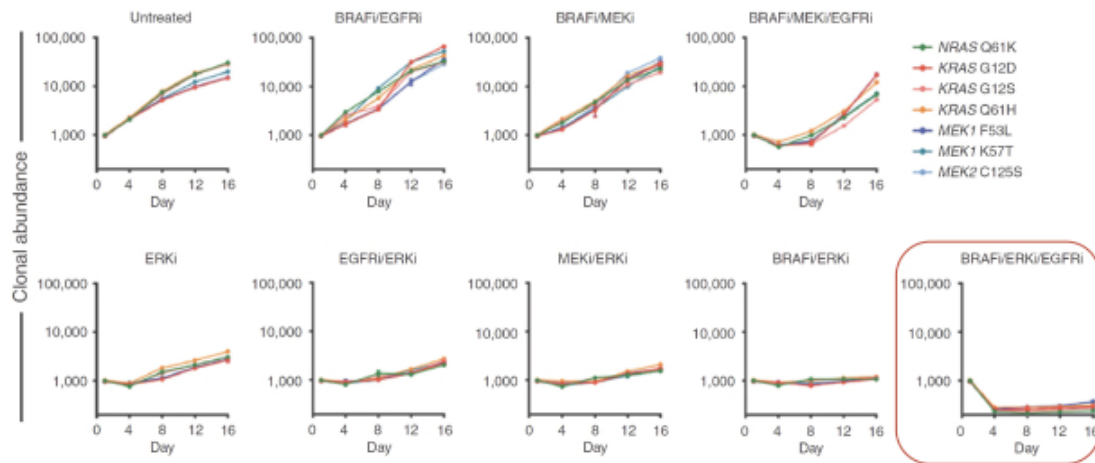 Clonal abundance
Untreated
100,000
10,000
1,000
0 4 8 12 16
Day
BRAFi/EGFRi
100,000
10,000
1,000
0 4 8 12 16
Day
BRAFi/MEKi
100,000
10,000
1,000
0 4 8 12 16
Day
BRAFi/MEKi/EGFRi
100,000
10,000
1,000
0 4 8 12 16
Day
NRAS Q61K
KRAS G12D
KRAS G12S
KRAS Q61H
MEK1 F53L
MEK1 K57T
MEK2 C125S
ERKi
100,000
10,000
1,000
0 4 8 12 16
Day
EGFRi/ERKi
100,000
10,000
1,000
0 4 8 12 16
Day
MEKi/ERKi
100,000
10,000
1,000
0 4 8 12 16
Day
BRAFi/ERKi
100,000
10,000
1,000
0 4 8 12 16
Day
BRAFi/ERKi/EGFRi
100,000
10,000
1,000
0 4 8 12 16
Day